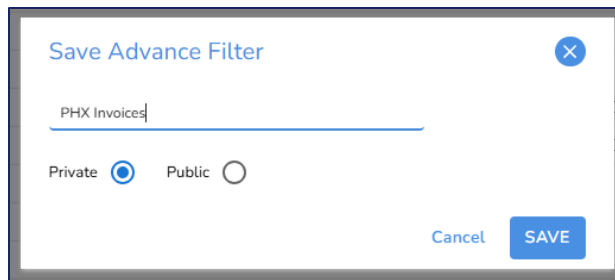 Save Advance Filter
PHX Invoices
Private Public
Cancel SAVE